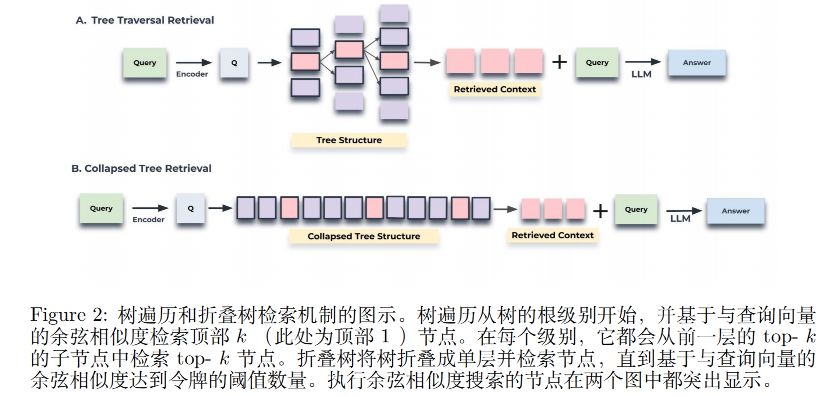 A. Tree Traversal Retrieval
Query
Encoder
Q
Tree Structure
Retrieved Context
+
Query
LLM
Answer
B. Collapsed Tree Retrieval
Query
Encoder
Q
Collapsed Tree Structure
Retrieved Context
+
Query
LLM
Answer
Figure 2: 树遍历和折叠树检索机制的图示。树遍历从树的根级别开始，并基于与查询向量
的余弦相似度检索顶部 k （此处为顶部 1 ）节点。在每个级别，它都会从前一层的 top- k
的子节点中检索 top- k 节点。折叠树将树折叠成单层并检索节点，直到基于与查询向量的
余弦相似度达到令牌的阈值数量。执行余弦相似度搜索的节点在两个图中都突出显示。